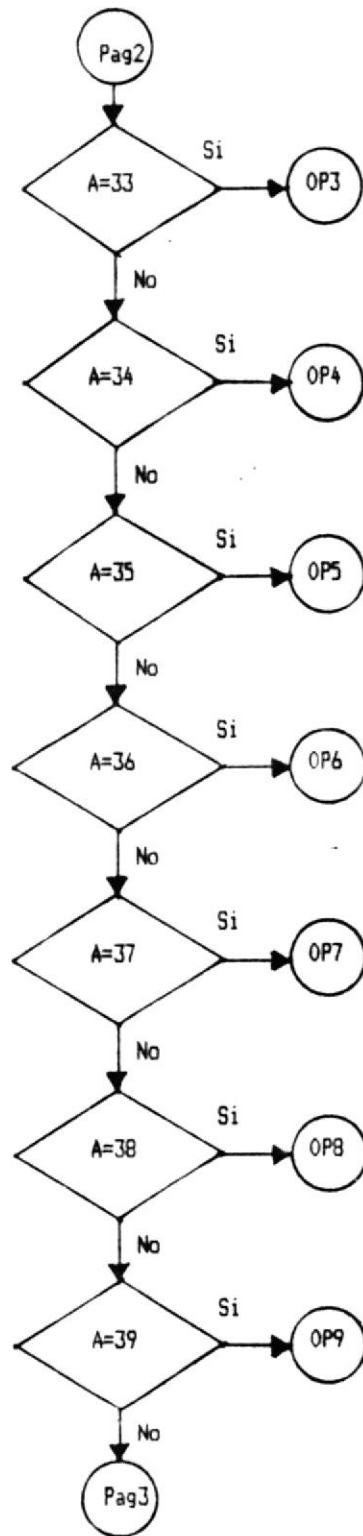 Pag2
Si
A=33
OP3
No
Si
A=34
OP4
No
Si
A=35
OP5
No
Si
A=36
OP6
No
Si
A=37
OP7
No
Si
A=38
OP8
No
Si
A=39
OP9
No
Pag3